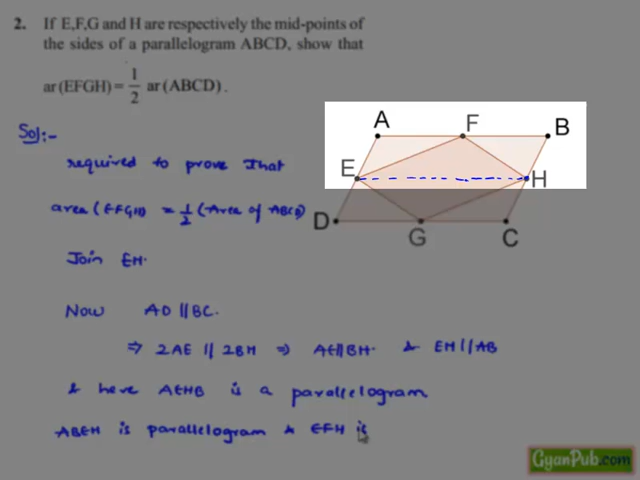 2. If E,F,G and H are respectively the mid-points of
the sides of a parallelogram ABCD, show that
ar (EFGH) = 1/2 ar (ABCD).
Sol:-
required to prove that
area (EFGH) = 1/2 (Area of ABCD)
Join EH.
Now AD || BC.
⇒ 2AE || 2BH ⇒ AE||BH. & EH || AB
& here AEHB is a parallelogram
ABEH is parallelogram & EFH is
A F B
E H
D G C
GyanPub.com